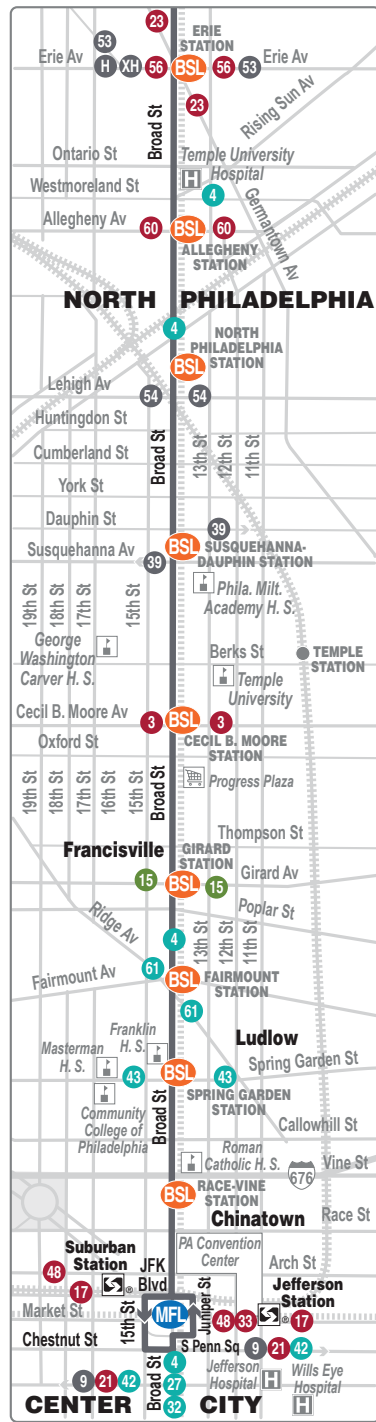 23
53
ERIE
STATION
Erie Av
H
XH
56
BSL
56
53
Erie Av
23
Broad St
Rising Sun Av
Ontario St
Temple University
Hospital
H
Westmoreland St
4
Germantown Av
Allegheny Av
60
BSL
60
ALLEGHENY
STATION
NORTH PHILADELPHIA
4
NORTH
PHILADELPHIA
STATION
BSL
Lehigh Av
54
54
Huntingdon St
Broad St
13th St
12th St
11th St
Cumberland St
York St
Dauphin St
39
Susquehanna Av
BSL
SUSQUEHANNA-
DAUPHIN STATION
39
Phila. Milt.
Academy H. S.
19th St
18th St
17th St
15th St
George
Washington
Carver H. S.
Berks St
TEMPLE
STATION
Temple
University
Cecil B. Moore Av
3
BSL
3
Oxford St
CECIL B. MOORE
STATION
19th St
18th St
17th St
16th St
15th St
Broad St
Progress Plaza
Thompson St
Francisville
GIRARD
STATION
15
BSL
15
Girard Av
Ridge Av
Poplar St
4
13th St
12th St
11th St
61
Fairmount Av
BSL
FAIRMOUNT
STATION
61
Franklin
H. S.
Ludlow
Masterman
H. S.
43
BSL
43
Spring Garden St
SPRING GARDEN
STATION
Community
College of
Philadelphia
Broad St
Callowhill St
Roman
Catholic H. S.
676
Vine St
BSL
RACE-VINE
STATION
Chinatown
Race St
PA Convention
Center
Suburban
Station
JFK
Blvd
Arch St
48
17
S
®
Jefferson
Station
Market St
15th St
MFL
Juniper St
48
33
S
®
17
Chestnut St
S Penn Sq
9
21
42
9
21
42
Broad St
4
27
32
Jefferson
Hospital
H
Wills Eye
Hospital
H
CENTER CITY